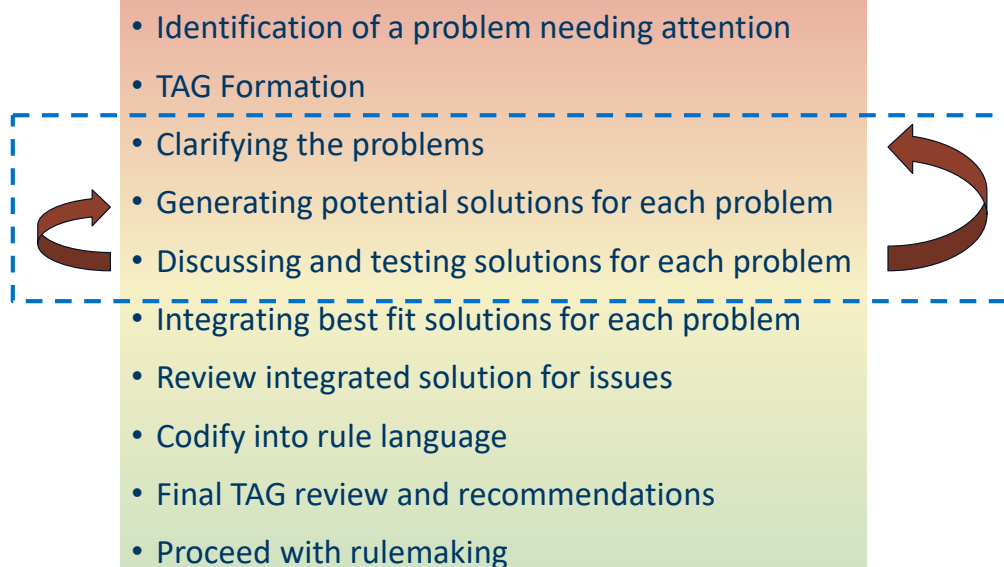 • Identification of a problem needing attention
• TAG Formation
• Clarifying the problems
• Generating potential solutions for each problem
• Discussing and testing solutions for each problem
• Integrating best fit solutions for each problem
• Review integrated solution for issues
• Codify into rule language
• Final TAG review and recommendations
• Proceed with rulemaking